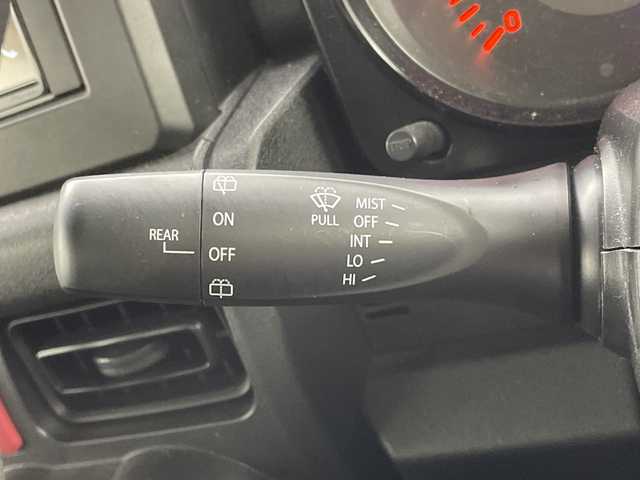 ON
REAR
OFF
PULL
MIST
OFF
INT
LO
HI